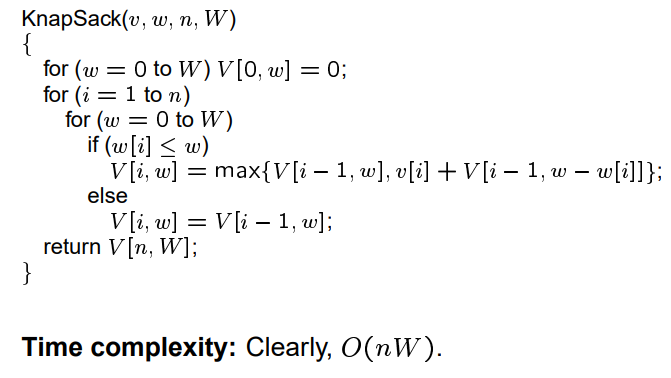 KnapSack(v, w, n, W)
{
for (w = 0 to W) V[0, w] = 0;
for (i = 1 to n)
for (w = 0 to W)
if (w[i] ≤ w)
V[i, w] = max{V[i − 1, w], v[i] + V[i − 1, w − w[i]]};
else
V[i, w] = V[i − 1, w];
return V[n, W];
}
Time complexity: Clearly, O(nW).